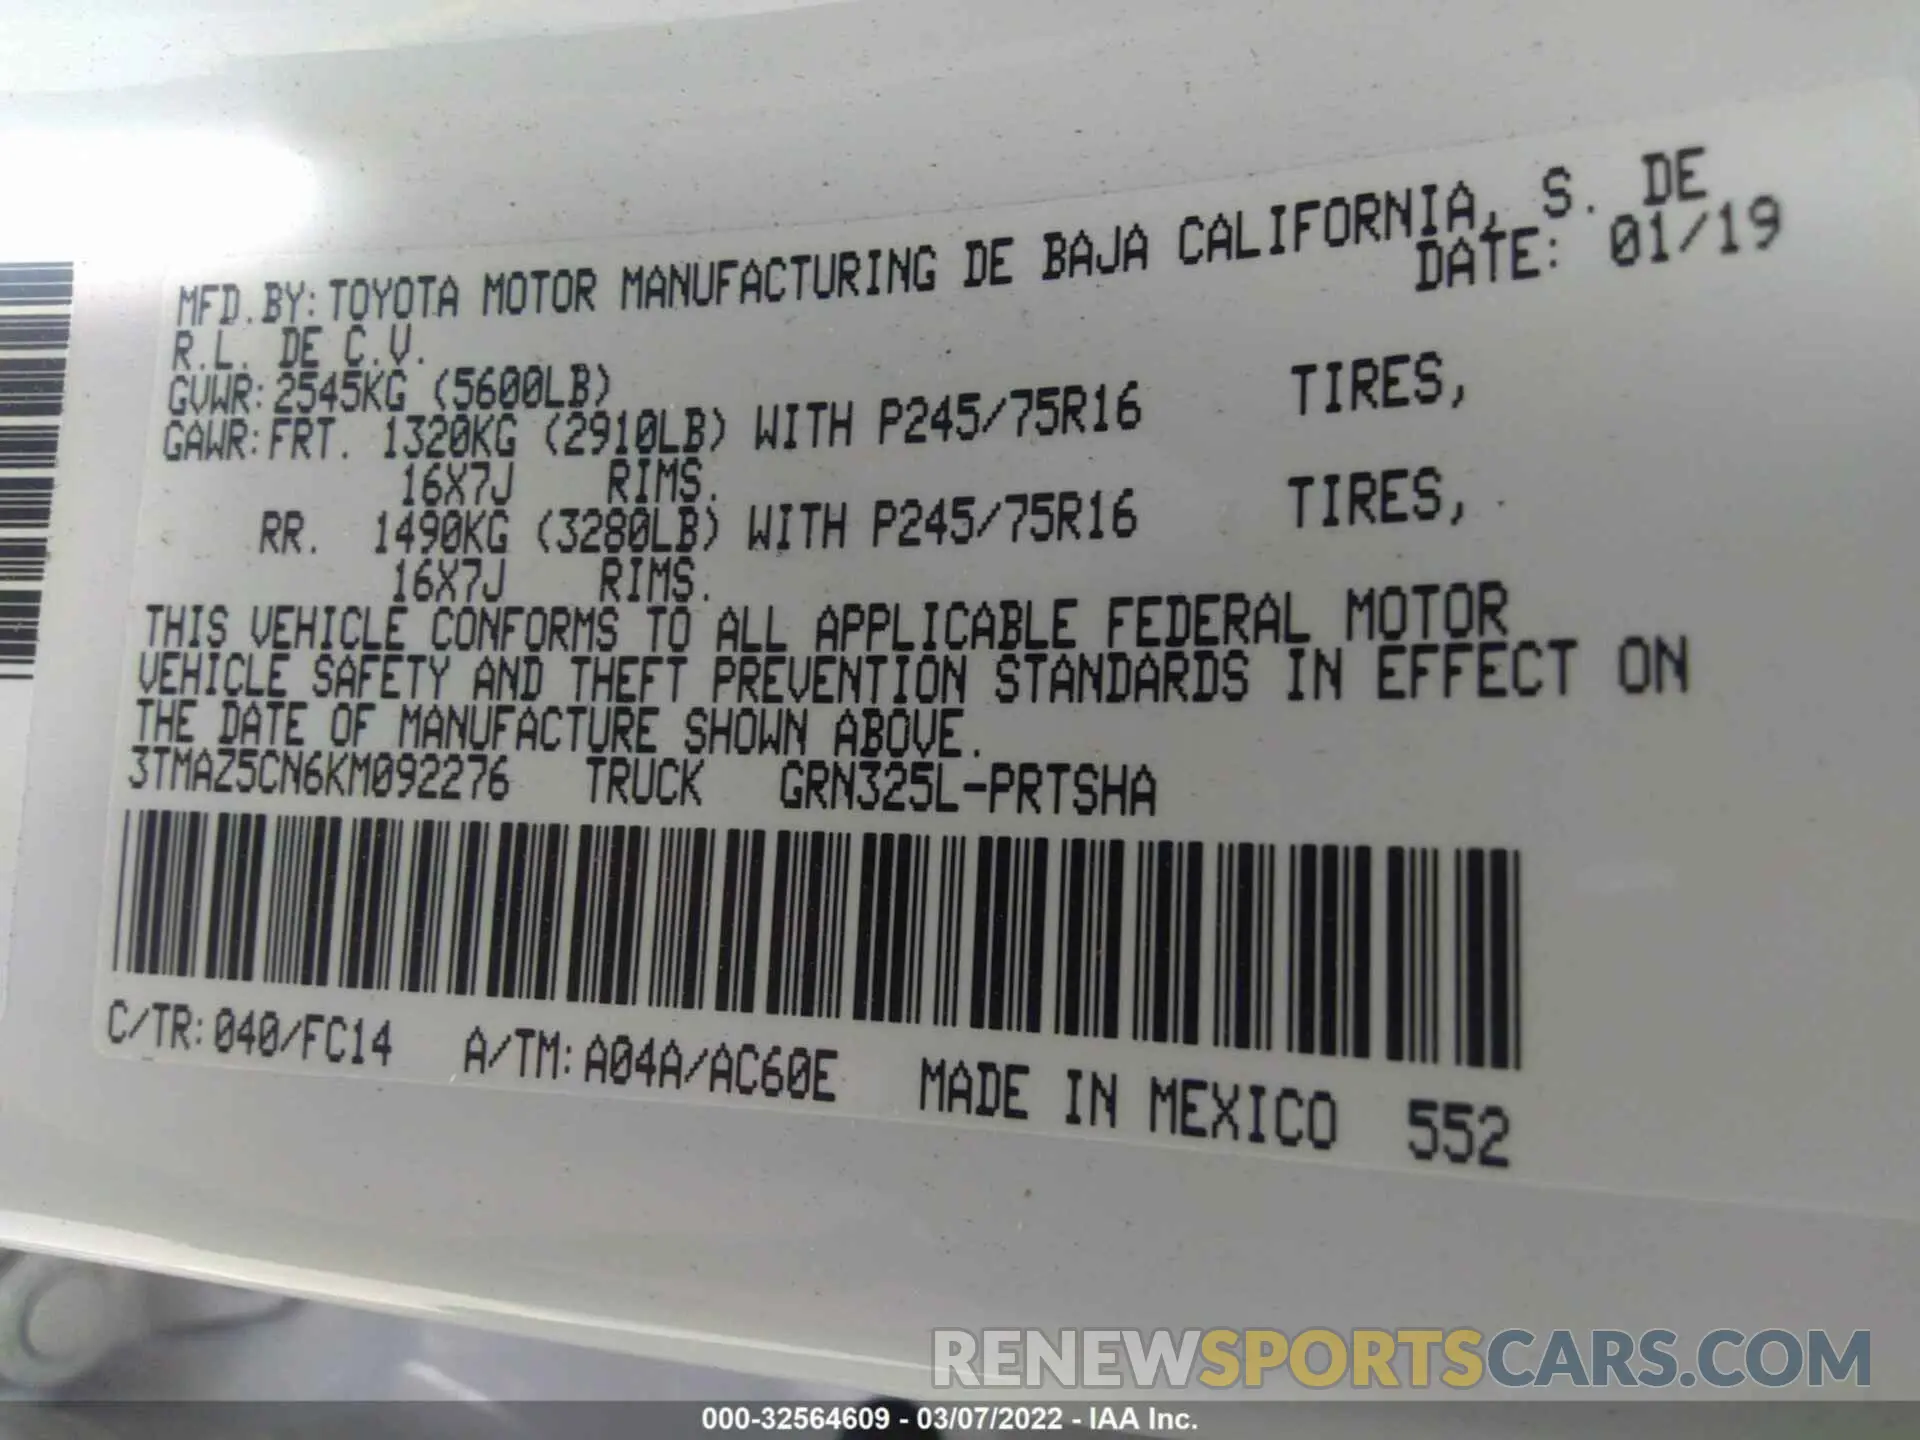 MFD.BY:TOYOTA MOTOR MANUFACTURING DE BAJA CALIFORNIA, S. DE
R.L. DE C.V. DATE: 01/19
GVWR:2545KG (5600LB)
GAWR:FRT. 1320KG (2910LB) WITH P245/75R16 TIRES,
16X7J RIMS.
RR. 1490KG (3280LB) WITH P245/75R16 TIRES,
16X7J RIMS.
THIS VEHICLE CONFORMS TO ALL APPLICABLE FEDERAL MOTOR
VEHICLE SAFETY AND THEFT PREVENTION STANDARDS IN EFFECT ON
THE DATE OF MANUFACTURE SHOWN ABOVE.
3TMAZ5CN6KM092276 TRUCK GRN325L-PRTSHA
C/TR:040/FC14 A/TM:A04A/AC60E MADE IN MEXICO 552
RENEWSPORTSCARS.COM
000-32564609 - 03/07/2022 - IAA Inc.